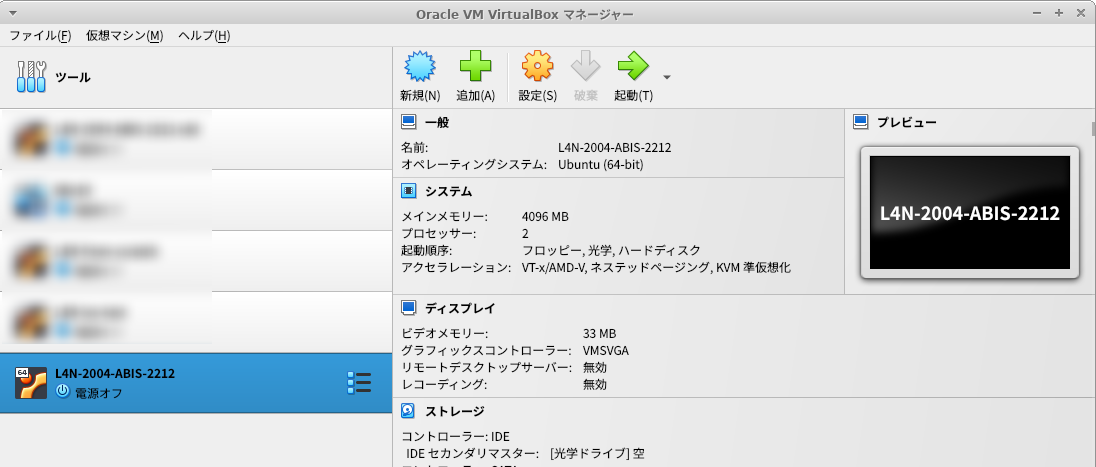 Oracle VM VirtualBox マネージャー
ファイル(F) 仮想マシン(M) ヘルプ(H)
ツール
新規(N) 追加(A) 設定(S) 破棄 起動(T)
64
L4N-2004-ABIS-2212
電源オフ
一般
名前: L4N-2004-ABIS-2212
オペレーティングシステム: Ubuntu (64-bit)
システム
メインメモリー: 4096 MB
プロセッサー: 2
起動順序: フロッピー, 光学, ハードディスク
アクセラレーション: VT-x/AMD-V, ネステッドページング, KVM 準仮想化
ディスプレイ
ビデオメモリー: 33 MB
グラフィックスコントローラー: VMSVGA
リモートデスクトップサーバー: 無効
レコーディング: 無効
ストレージ
コントローラー: IDE
IDE セカンダリマスター: [光学ドライブ] 空
プレビュー
L4N-2004-ABIS-2212